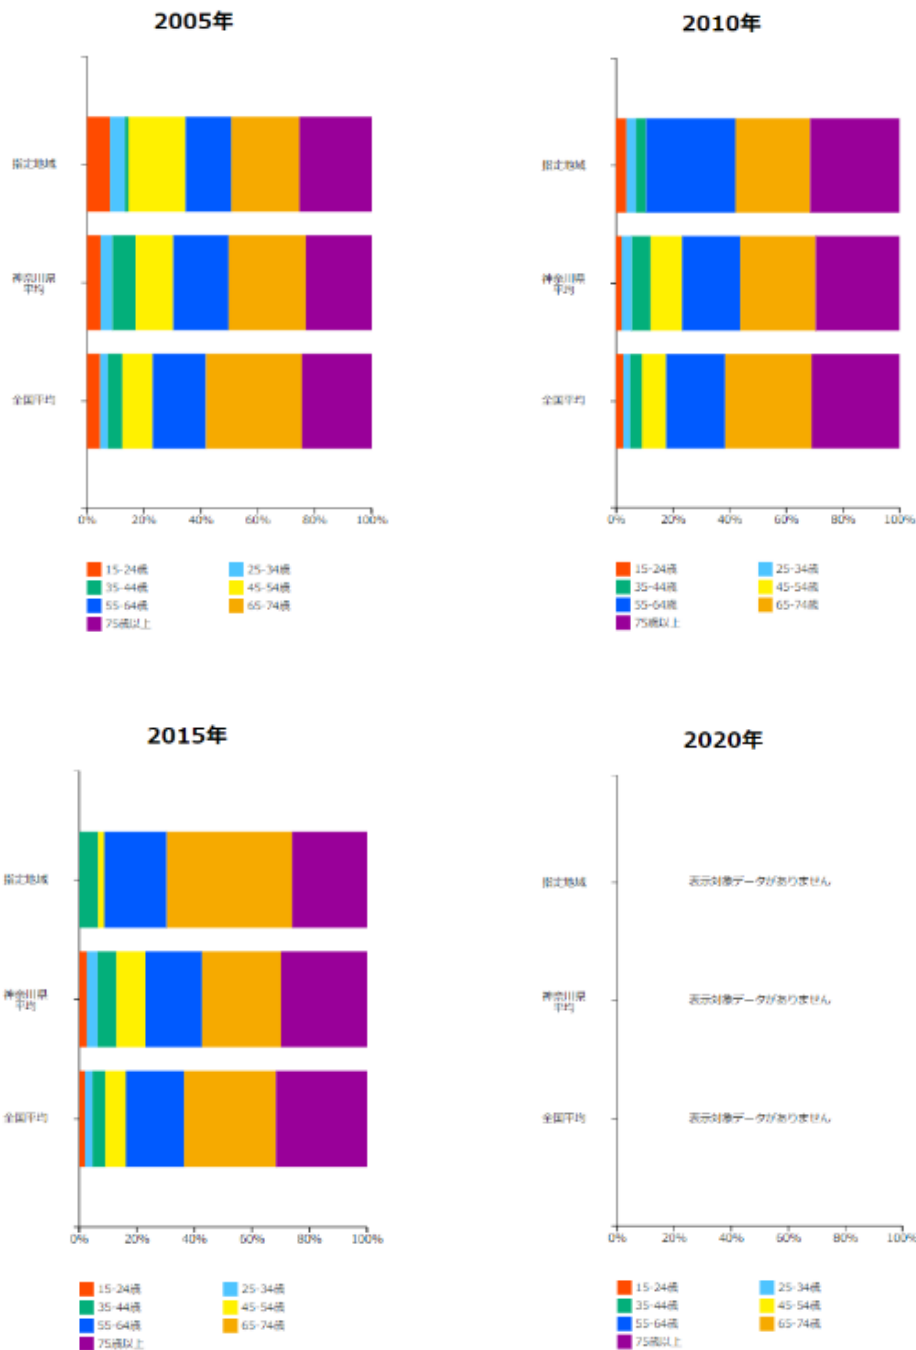 2005年
指定地域
神奈川県
平均
全国平均
0% 20% 40% 60% 80% 100%
15-24歳 25-34歳
35-44歳 45-54歳
55-64歳 65-74歳
75歳以上
2010年
指定地域
神奈川県
平均
全国平均
0% 20% 40% 60% 80% 100%
15-24歳 25-34歳
35-44歳 45-54歳
55-64歳 65-74歳
75歳以上
2015年
指定地域
神奈川県
平均
全国平均
0% 20% 40% 60% 80% 100%
15-24歳 25-34歳
35-44歳 45-54歳
55-64歳 65-74歳
75歳以上
2020年
指定地域 表示対象データがありません
神奈川県
平均
表示対象データがありません
全国平均 表示対象データがありません
0% 20% 40% 60% 80% 100%
15-24歳 25-34歳
35-44歳 45-54歳
55-64歳 65-74歳
75歳以上